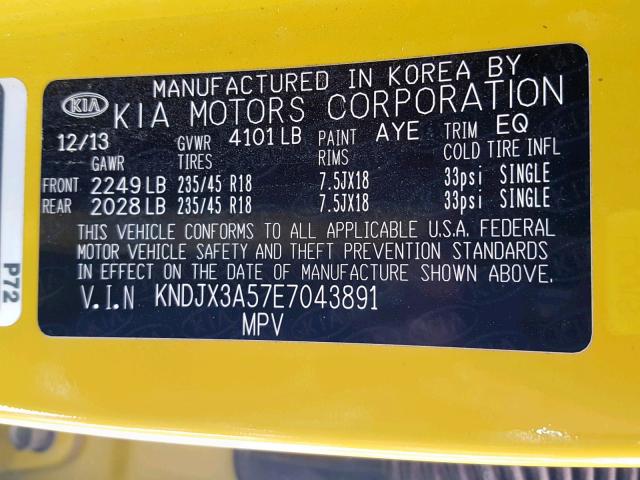 MANUFACTURED IN KOREA BY
KIA KIA MOTORS CORPORATION
12/13 GVWR 4101 LB PAINT AYE TRIM EQ
GAWR TIRES RIMS COLD TIRE INFL
FRONT 2249 LB 235/45 R18 7.5JX18 33psi SINGLE
REAR 2028 LB 235/45 R18 7.5JX18 33psi SINGLE
THIS VEHICLE CONFORMS TO ALL APPLICABLE U.S.A. FEDERAL
MOTOR VEHICLE SAFETY AND THEFT PREVENTION STANDARDS
IN EFFECT ON THE DATE OF MANUFACTURE SHOWN ABOVE.
V.I.N KNDJX3A57E7043891
MPV
P72